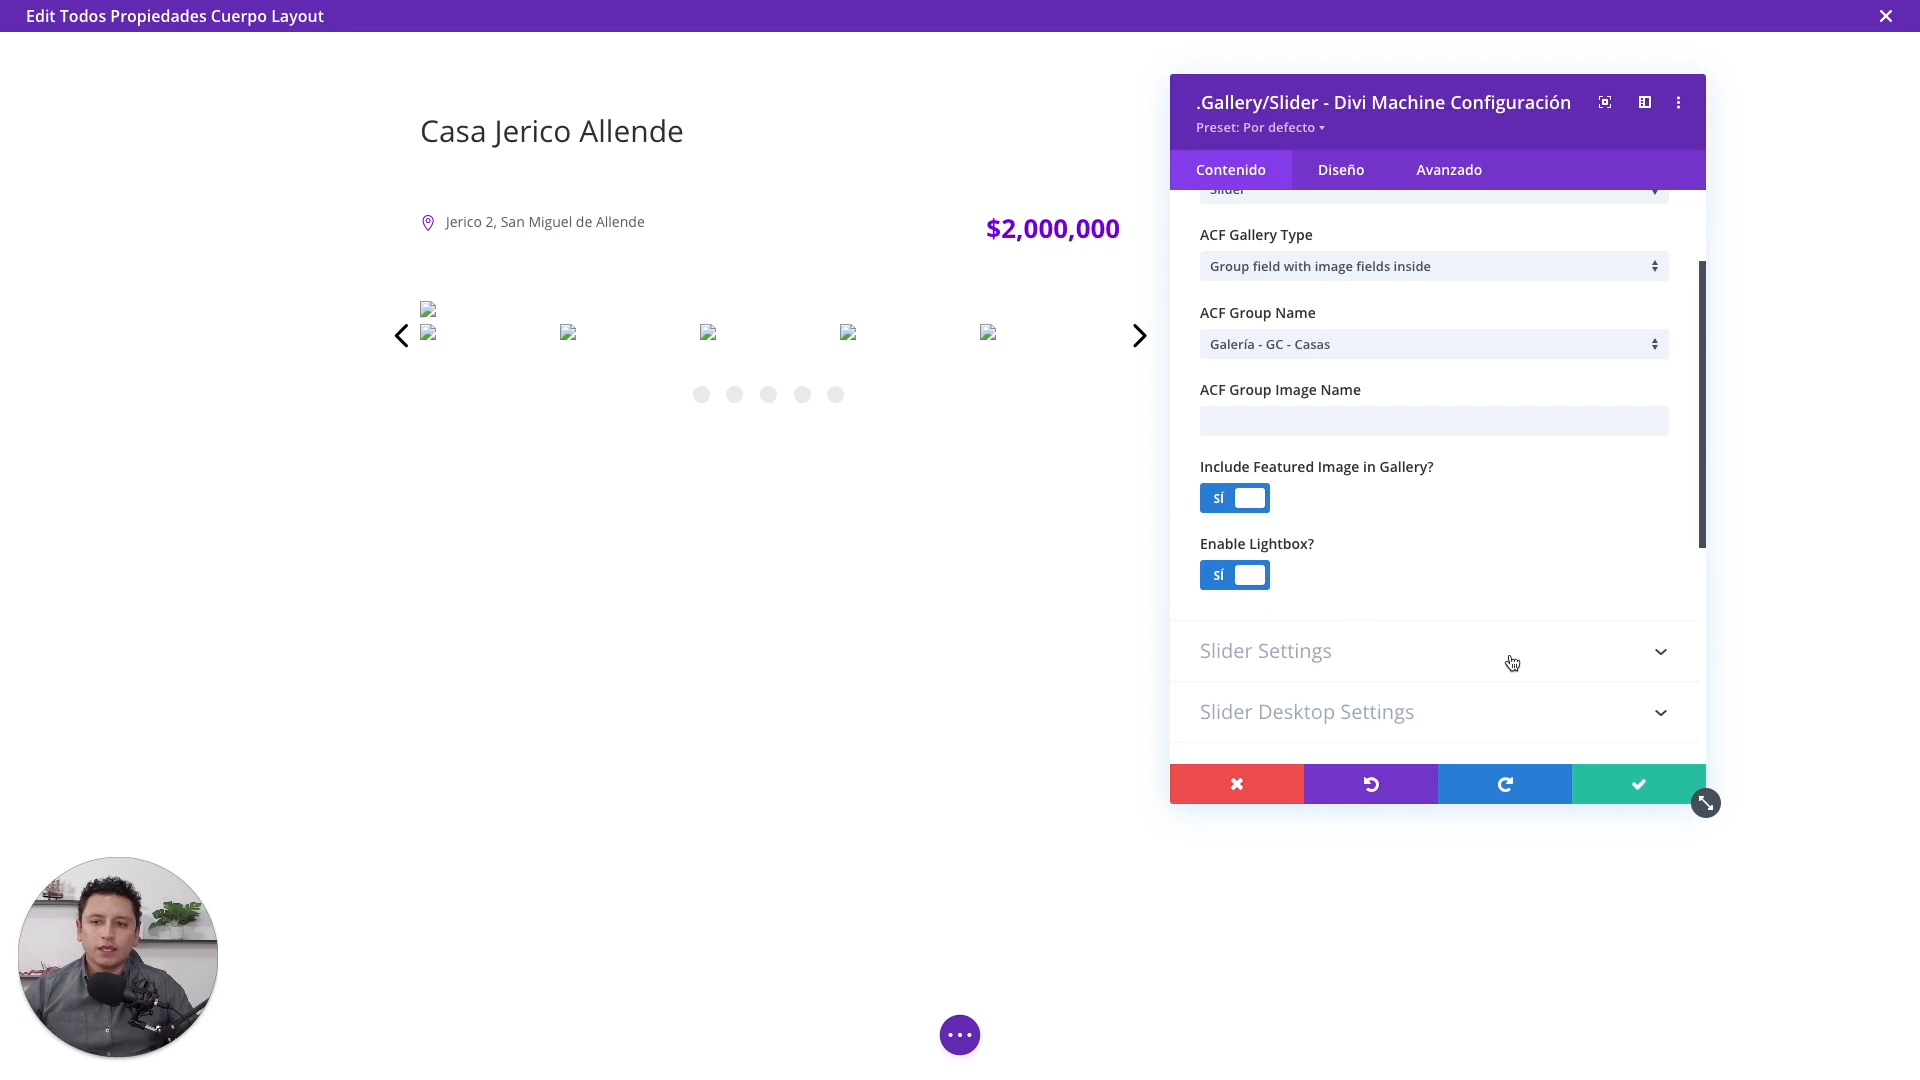 Edit Todos Propiedades Cuerpo Layout
Casa Jerico Allende
Jerico 2, San Miguel de Allende
$2,000,000
.Gallery/Slider - Divi Machine Configuración
Preset: Por defecto
Contenido
Diseño
Avanzado
Slider
ACF Gallery Type
Group field with image fields inside
ACF Group Name
Galería - GC - Casas
ACF Group Image Name
Include Featured Image in Gallery?
SÍ
Enable Lightbox?
SÍ
Slider Settings
Slider Desktop Settings